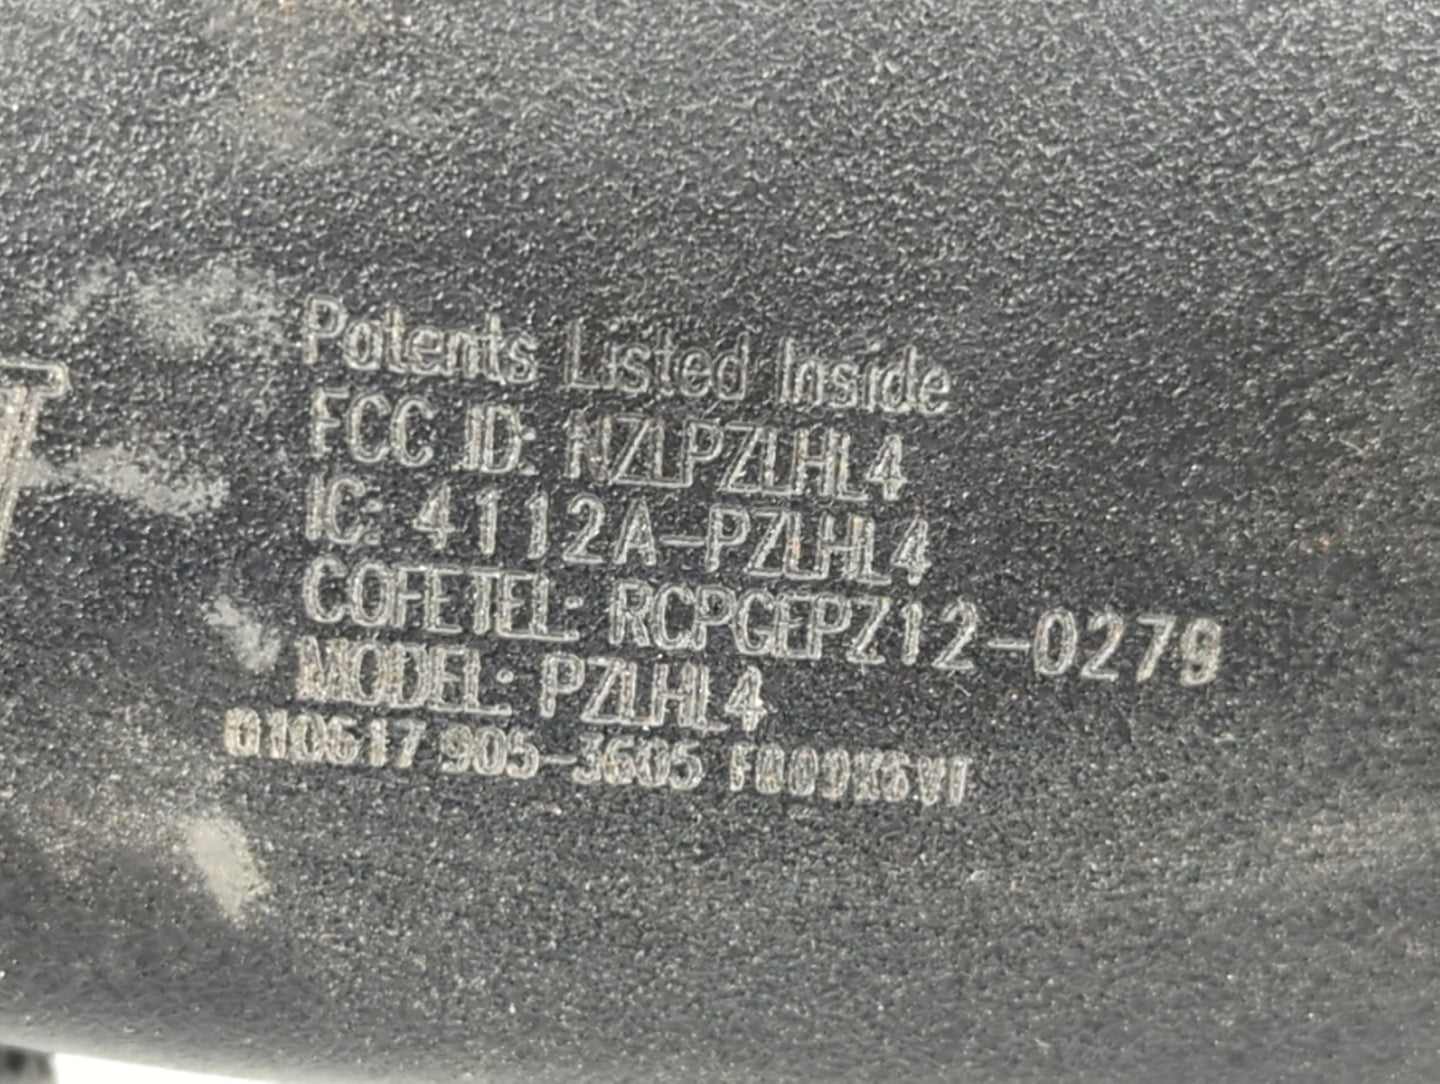 Patents Listed Inside
FCC ID: NZLPZLHL4
IC: 4112A-PZLHL4
COFETEL: RCPGEPZ12-0279
MODEL: PZLHL4
010617 905-3605